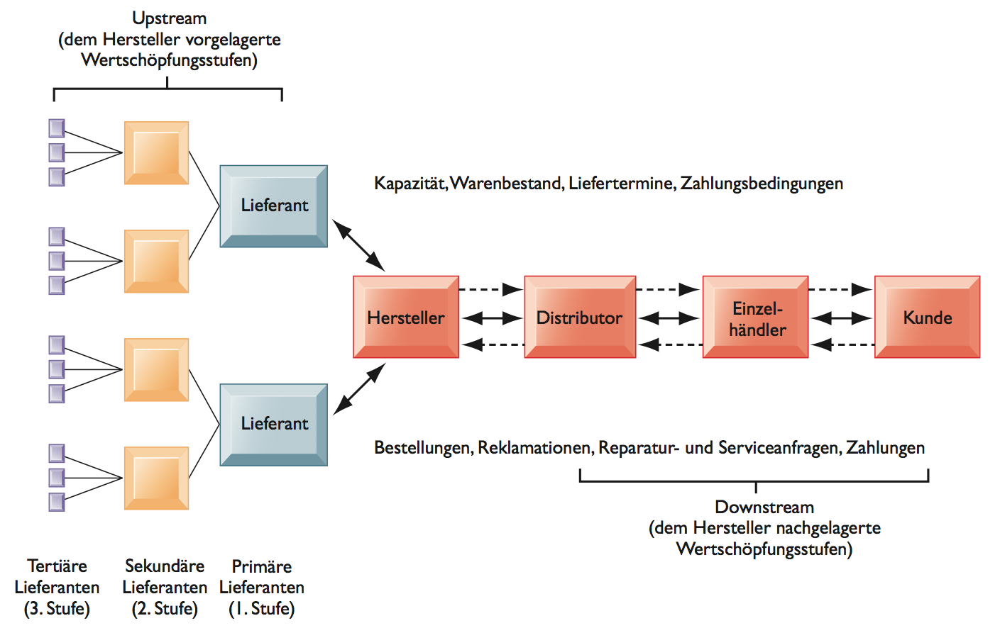 Upstream
(dem Hersteller vorgelagerte
Wertschöpfungsstufen)
Lieferant
Kapazität, Warenbestand, Liefertermine, Zahlungsbedingungen
Hersteller
Distributor
Einzel-
händler
Kunde
Lieferant
Bestellungen, Reklamationen, Reparatur- und Serviceanfragen, Zahlungen
Downstream
(dem Hersteller nachgelagerte
Wertschöpfungsstufen)
Tertiäre
Lieferanten
(3. Stufe)
Sekundäre
Lieferanten
(2. Stufe)
Primäre
Lieferanten
(1. Stufe)